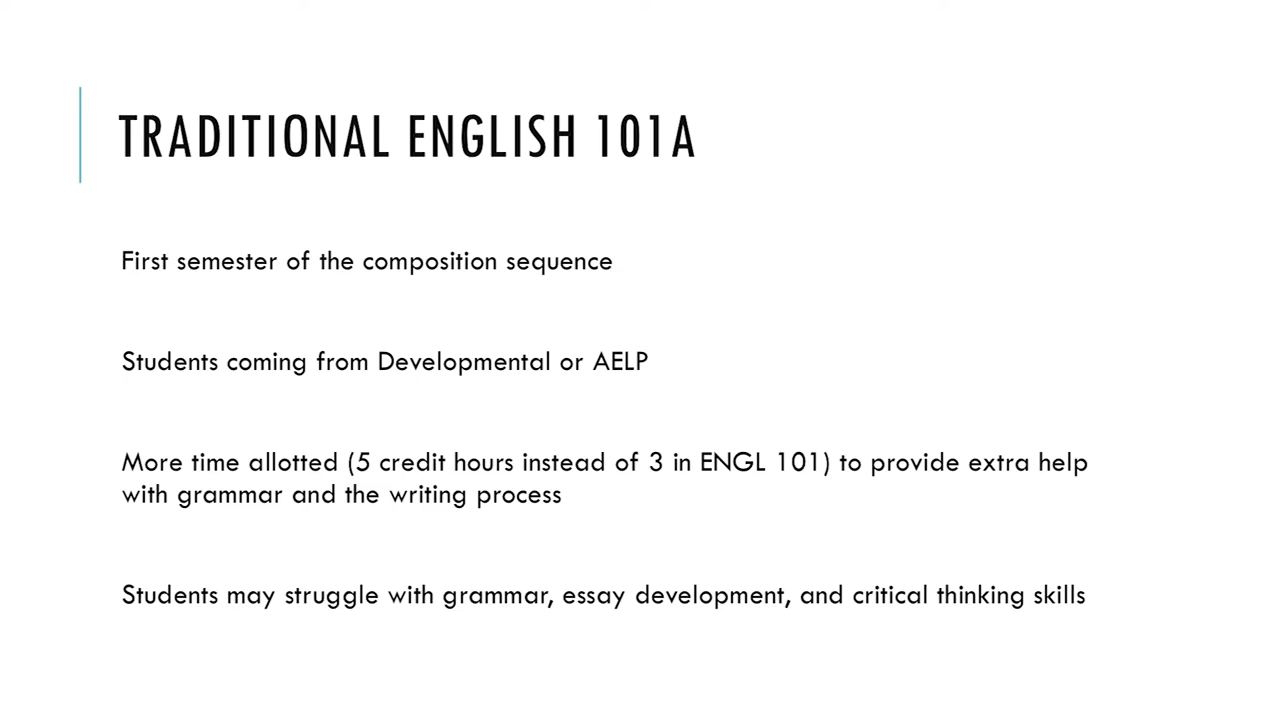 TRADITIONAL ENGLISH 101A
First semester of the composition sequence
Students coming from Developmental or AELP
More time allotted (5 credit hours instead of 3 in ENGL 101) to provide extra help
with grammar and the writing process
Students may struggle with grammar, essay development, and critical thinking skills